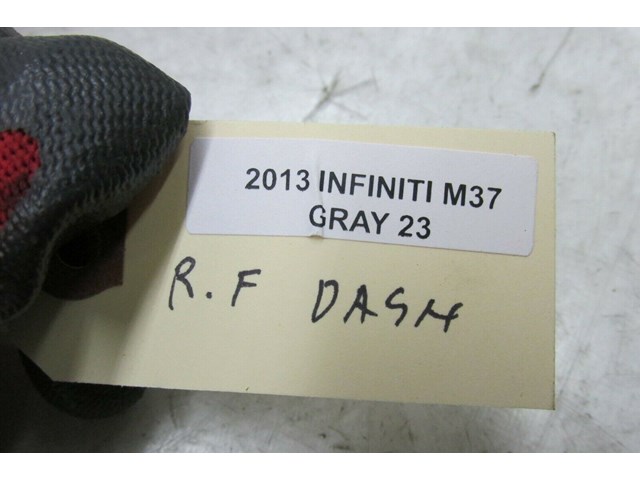 2013 INFINITI M37
GRAY 23
R.F DASH